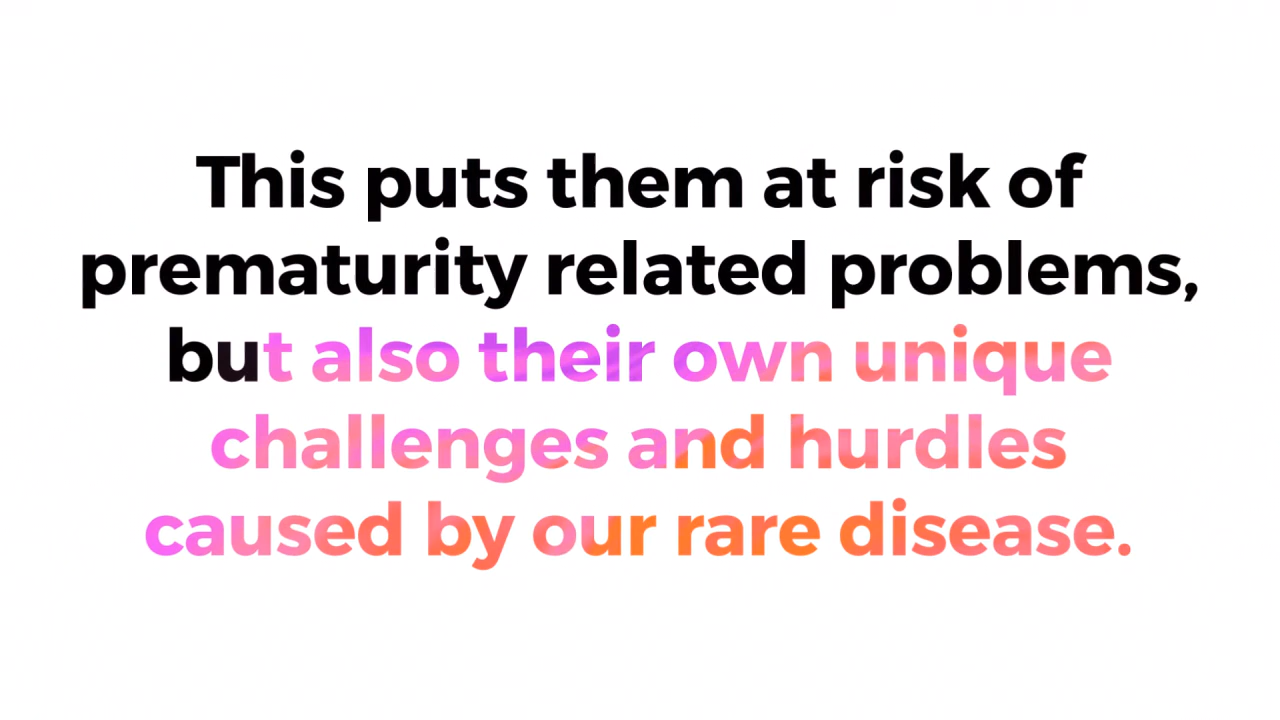 This puts them at risk of
prematurity related problems,
but also their own unique
challenges and hurdles
caused by our rare disease.